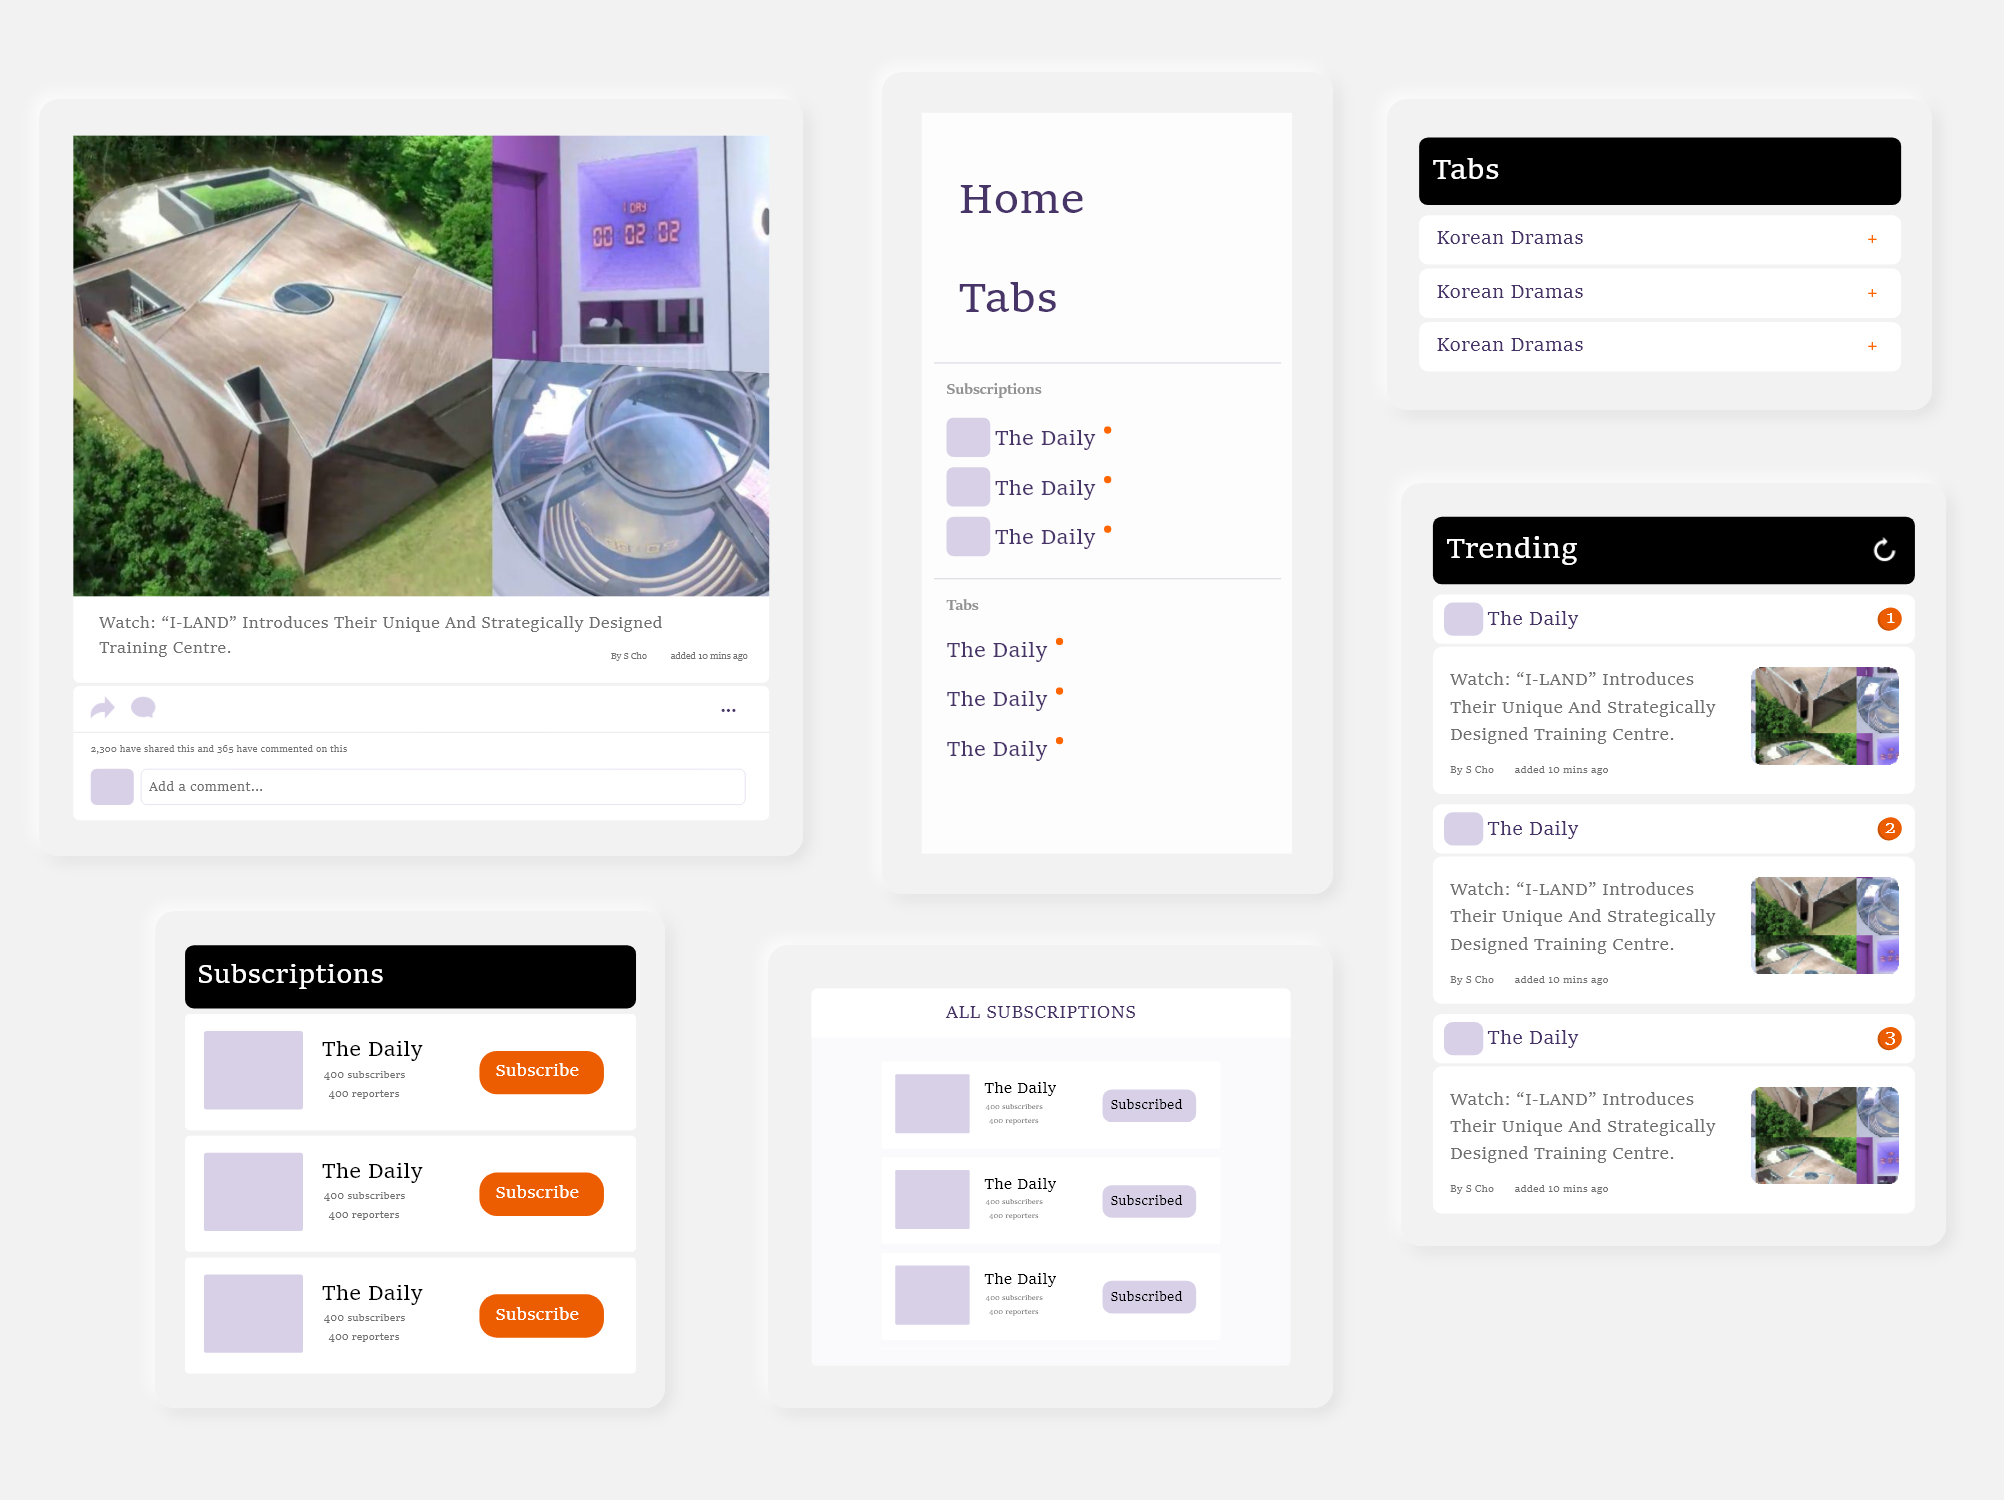 1 DAY
00:02:02
Watch: “I-LAND” Introduces Their Unique And Strategically Designed
Training Centre.
By S Cho added 10 mins ago
...
2,300 have shared this and 365 have commented on this
Add a comment...
Home
Tabs
Subscriptions
The Daily
The Daily
The Daily
Tabs
The Daily
The Daily
The Daily
Tabs
Korean Dramas +
Korean Dramas +
Korean Dramas +
Trending
The Daily 1
Watch: “I-LAND” Introduces
Their Unique And Strategically
Designed Training Centre.
By S Cho added 10 mins ago
The Daily 2
Watch: “I-LAND” Introduces
Their Unique And Strategically
Designed Training Centre.
By S Cho added 10 mins ago
The Daily 3
Watch: “I-LAND” Introduces
Their Unique And Strategically
Designed Training Centre.
By S Cho added 10 mins ago
Subscriptions
The Daily
400 subscribers
400 reporters
Subscribe
The Daily
400 subscribers
400 reporters
Subscribe
The Daily
400 subscribers
400 reporters
Subscribe
ALL SUBSCRIPTIONS
The Daily
400 subscribers
400 reporters
Subscribed
The Daily
400 subscribers
400 reporters
Subscribed
The Daily
400 subscribers
400 reporters
Subscribed